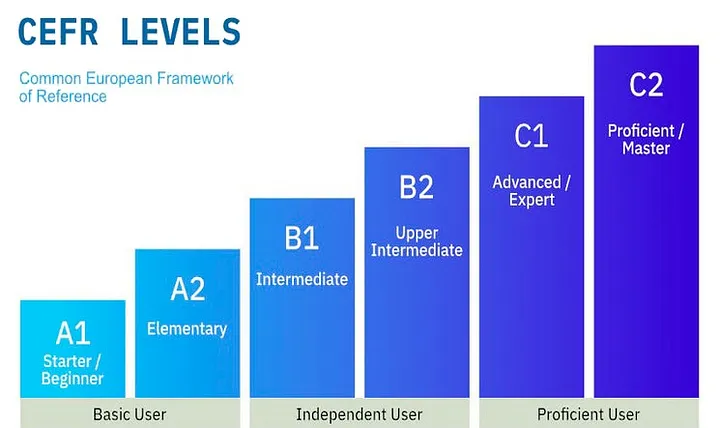 CEFR LEVELS
Common European Framework
of Reference
A1
Starter /
Beginner
A2
Elementary
B1
Intermediate
B2
Upper
Intermediate
C1
Advanced /
Expert
C2
Proficient /
Master
Basic User
Independent User
Proficient User